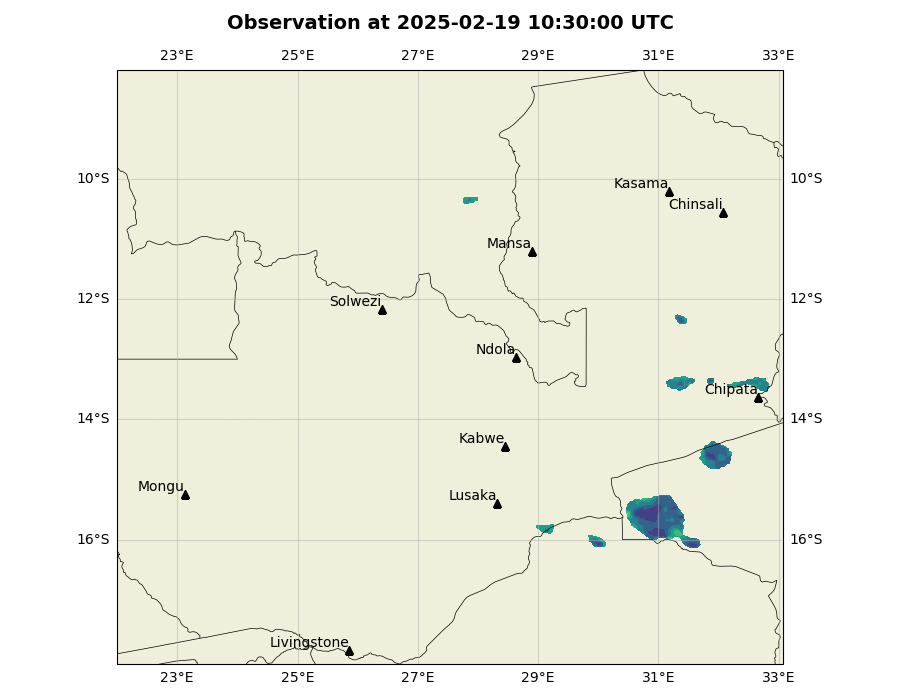 Observation at 2025-02-19 10:30:00 UTC
23°E 25°E 27°E 29°E 31°E 33°E
10°S 10°S
Kasama
Chinsali
Mansa
12°S 12°S
Solwezi
Ndola
Chipata
14°S 14°S
Kabwe
Mongu
Lusaka
16°S 16°S
Livingstone
23°E 25°E 27°E 29°E 31°E 33°E